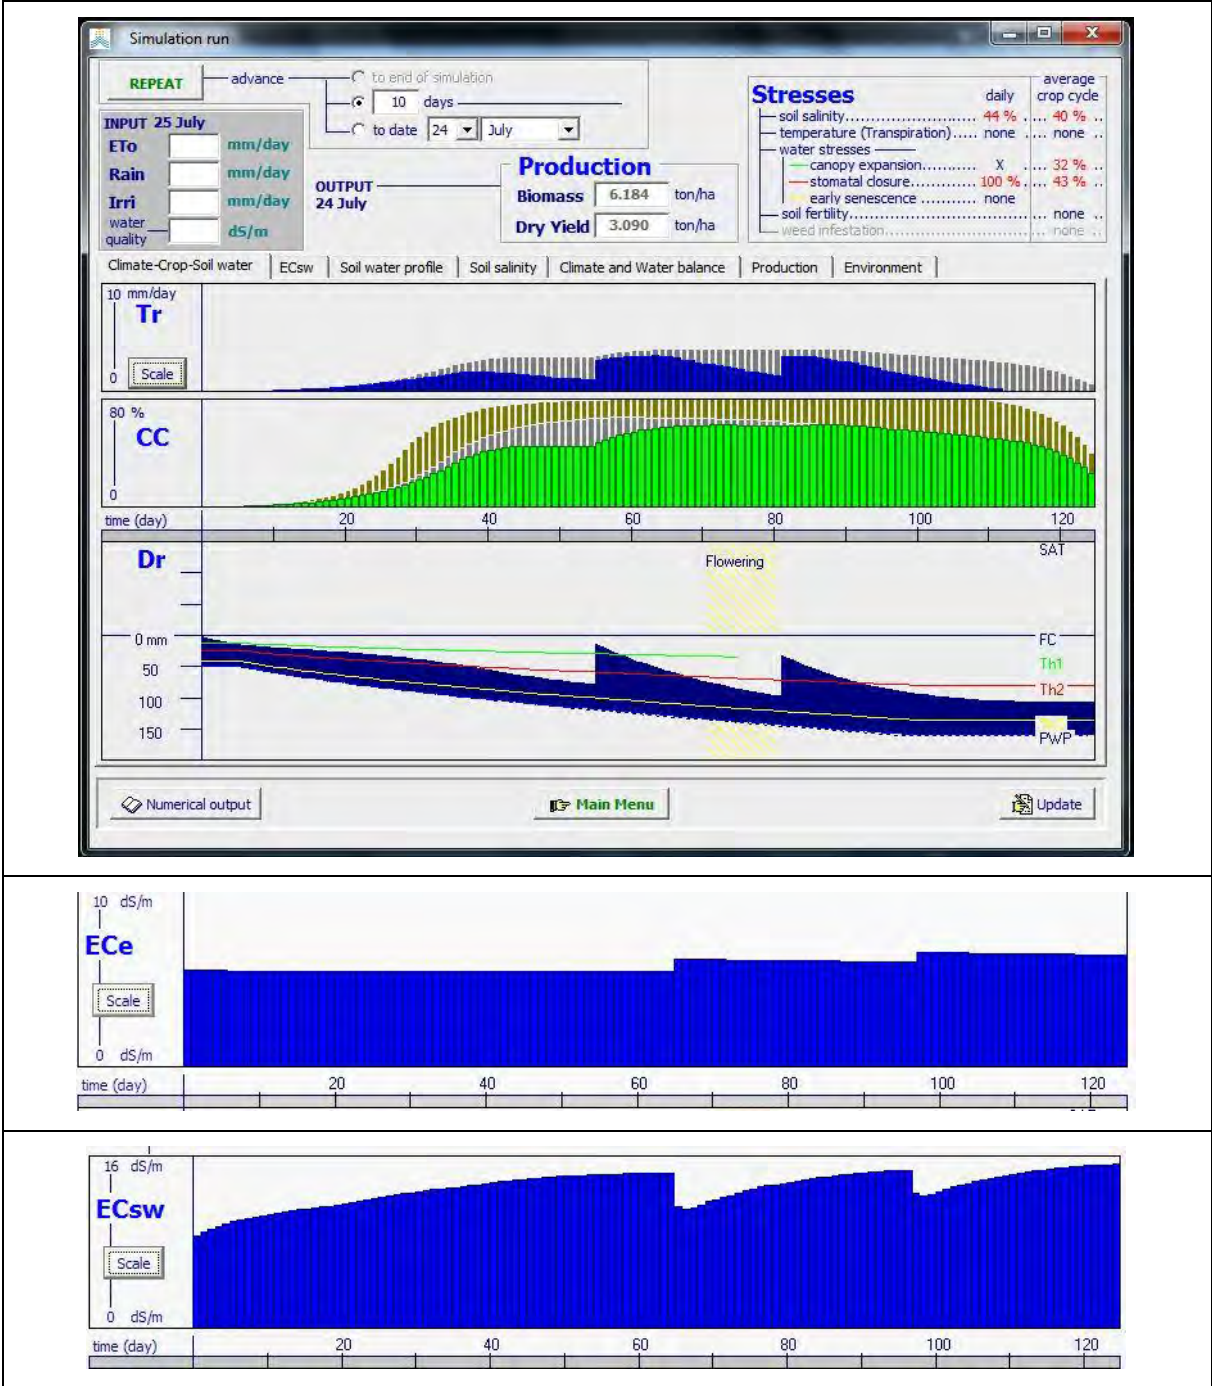 Simulation run
REPEAT
advance
to end of simulation
10 days
to date 24 July
INPUT 25 July
ETo mm/day
Rain mm/day
Irri mm/day
water quality dS/m
OUTPUT
24 July
Production
Biomass 6.184 ton/ha
Dry Yield 3.090 ton/ha
Stresses daily average crop cycle
soil salinity........................ 44 % .... 40 % ..
temperature (Transpiration)..... none .... none ..
water stresses
canopy expansion........... X .... 32 % ..
stomatal closure............ 100 % .... 43 % ..
early senescence ........... none
soil fertility....................................... none ..
weed infestation................................. none ..
Climate-Crop-Soil water ECsw Soil water profile Soil salinity Climate and Water balance Production Environment
10 mm/day
Tr
Scale
0
80 %
CC
0
time (day) 20 40 60 80 100 120
Dr
Flowering
SAT
0 mm
FC
Th1
50
Th2
100
150
PWP
Numerical output
Main Menu
Update
10 dS/m
ECe
Scale
0 dS/m
time (day) 20 40 60 80 100 120
16 dS/m
ECsw
Scale
0 dS/m
time (day) 20 40 60 80 100 120